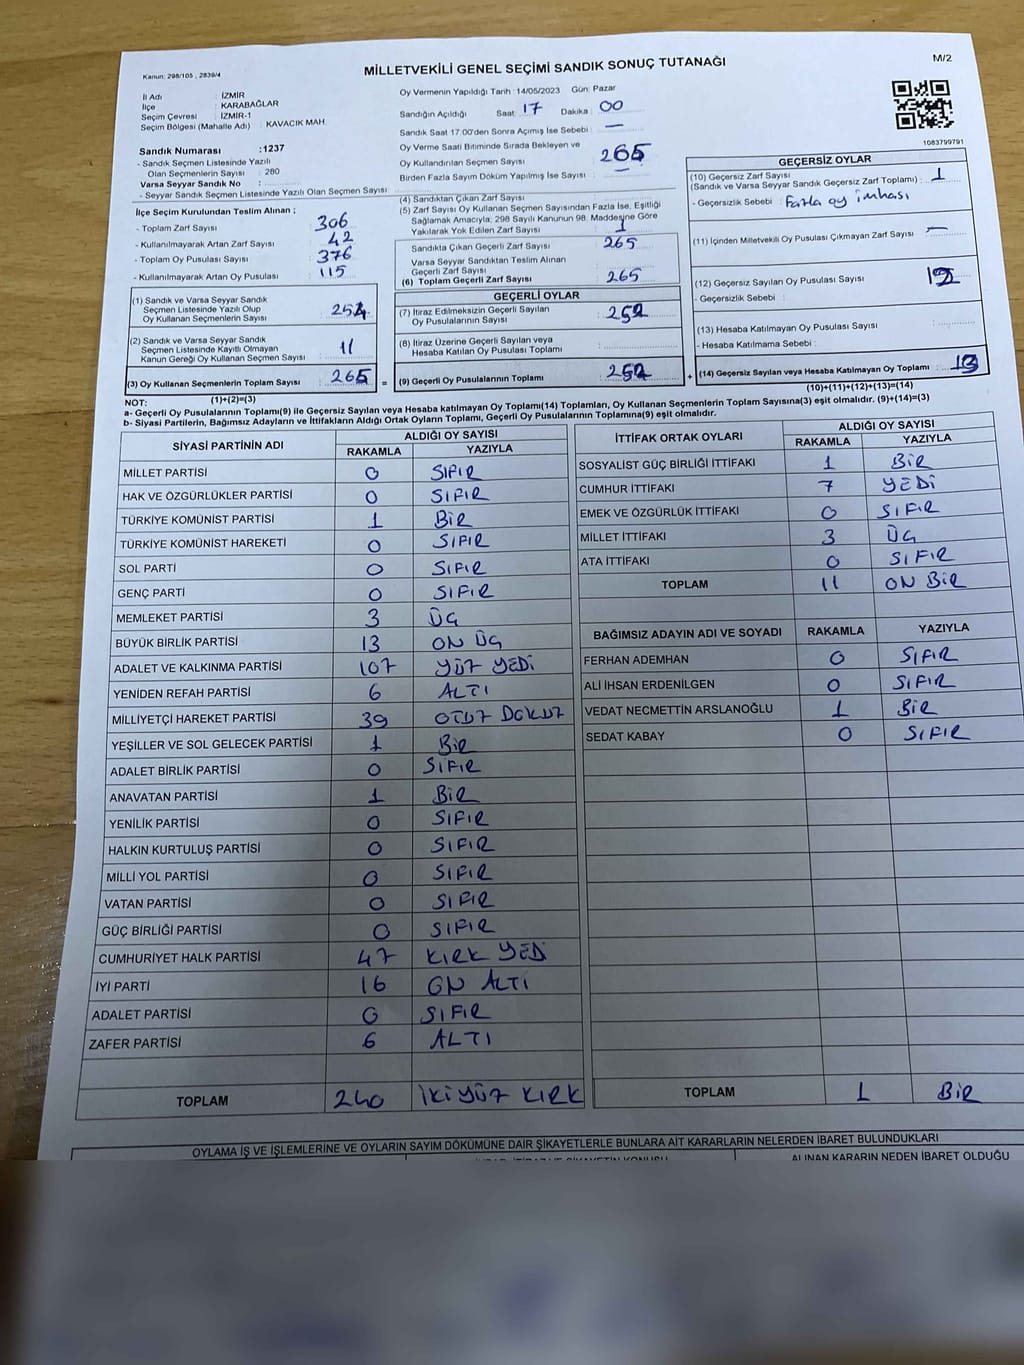 Kanun: 298/105 , 2839/4
MİLLETVEKİLİ GENEL SEÇİMİ SANDIK SONUÇ TUTANAĞI
M/2
İl Adı : İZMİR
İlçe : KARABAĞLAR
Seçim Çevresi : İZMİR-1
Seçim Bölgesi (Mahalle Adı) : KAVACIK MAH.
Sandık Numarası :1237
- Sandık Seçmen Listesinde Yazılı
Olan Seçmenlerin Sayısı : 280
Varsa Seyyar Sandık No :
- Seyyar Sandık Seçmen Listesinde Yazılı Olan Seçmen Sayısı :
Oy Vermenin Yapıldığı Tarih : 14/05/2023 Gün: Pazar
Sandığın Açıldığı Saat : 17 Dakika : 00
Sandık Saat 17.00'den Sonra Açılmış İse Sebebi : —
Oy Verme Saati Bitiminde Sırada Bekleyen ve
Oy Kullandırılan Seçmen Sayısı : 265
Birden Fazla Sayım Döküm Yapılmış İse Sayısı : —
1083799791
İlçe Seçim Kurulundan Teslim Alınan ;
- Toplam Zarf Sayısı : 306
- Kullanılmayarak Artan Zarf Sayısı : 42
- Toplam Oy Pusulası Sayısı : 376
- Kullanılmayarak Artan Oy Pusulası : 115
(1) Sandık ve Varsa Seyyar Sandık
Seçmen Listesinde Yazılı Olup
Oy Kullanan Seçmenlerin Sayısı : 254
(2) Sandık ve Varsa Seyyar Sandık
Seçmen Listesinde Kayıtlı Olmayan
Kanun Gereği Oy Kullanan Seçmen Sayısı : 11
(3) Oy Kullanan Seçmenlerin Toplam Sayısı : 265 =
(4) Sandıktan Çıkan Zarf Sayısı :
(5) Zarf Sayısı Oy Kullanan Seçmen Sayısından Fazla İse, Eşitliği
Sağlamak Amacıyla; 298 Sayılı Kanunun 98. Maddesine Göre
Yakılarak Yok Edilen Zarf Sayısı : 1
Sandıkta Çıkan Geçerli Zarf Sayısı : 265
Varsa Seyyar Sandıktan Teslim Alınan
Geçerli Zarf Sayısı :
(6) Toplam Geçerli Zarf Sayısı : 265
GEÇERLİ OYLAR
(7) İtiraz Edilmeksizin Geçerli Sayılan
Oy Pusulalarının Sayısı : 252
(8) İtiraz Üzerine Geçerli Sayılan veya
Hesaba Katılan Oy Pusulası Toplamı :
(9) Geçerli Oy Pusulalarının Toplamı : 252 +
GEÇERSİZ OYLAR
(10) Geçersiz Zarf Sayısı
(Sandık ve Varsa Seyyar Sandık Geçersiz Zarf Toplamı) : 1
- Geçersizlik Sebebi : Fazla oy imhası
(11) İçinden Milletvekili Oy Pusulası Çıkmayan Zarf Sayısı : —
(12) Geçersiz Sayılan Oy Pusulası Sayısı : 12
- Geçersizlik Sebebi :
(13) Hesaba Katılmayan Oy Pusulası Sayısı :
- Hesaba Katılmama Sebebi :
(14) Geçersiz Sayılan veya Hesaba Katılmayan Oy Toplamı : 13
NOT: (1)+(2)=(3)
(10)+(11)+(12)+(13)=(14)
a- Geçerli Oy Pusulalarının Toplamı(9) ile Geçersiz Sayılan veya Hesaba katılmayan Oy Toplamı(14) Toplamları, Oy Kullanan Seçmenlerin Toplam Sayısına(3) eşit olmalıdır. (9)+(14)=(3)
b- Siyasi Partilerin, Bağımsız Adayların ve İttifakların Aldığı Ortak Oyların Toplamı, Geçerli Oy Pusulalarının Toplamına(9) eşit olmalıdır.
SİYASİ PARTİNİN ADI ALDIĞI OY SAYISI
RAKAMLA YAZIYLA
MİLLET PARTİSİ 0 SIFIR
HAK VE ÖZGÜRLÜKLER PARTİSİ 0 SIFIR
TÜRKİYE KOMÜNİST PARTİSİ 1 BİR
TÜRKİYE KOMÜNİST HAREKETİ 0 SIFIR
SOL PARTİ 0 SIFIR
GENÇ PARTİ 0 SIFIR
MEMLEKET PARTİSİ 3 ÜÇ
BÜYÜK BİRLİK PARTİSİ 13 ON ÜÇ
ADALET VE KALKINMA PARTİSİ 107 YÜZ YEDİ
YENİDEN REFAH PARTİSİ 6 ALTI
MİLLİYETÇİ HAREKET PARTİSİ 39 OTUZ DOKUZ
YEŞİLLER VE SOL GELECEK PARTİSİ 1 BİR
ADALET BİRLİK PARTİSİ 0 SIFIR
ANAVATAN PARTİSİ 1 BİR
YENİLİK PARTİSİ 0 SIFIR
HALKIN KURTULUŞ PARTİSİ 0 SIFIR
MİLLİ YOL PARTİSİ 0 SIFIR
VATAN PARTİSİ 0 SIFIR
GÜÇ BİRLİĞİ PARTİSİ 0 SIFIR
CUMHURİYET HALK PARTİSİ 47 KIRK YEDİ
İYİ PARTİ 16 ON ALTI
ADALET PARTİSİ 0 SIFIR
ZAFER PARTİSİ 6 ALTI
TOPLAM 240 İKİ YÜZ KIRK
İTTİFAK ORTAK OYLARI ALDIĞI OY SAYISI
RAKAMLA YAZIYLA
SOSYALİST GÜÇ BİRLİĞİ İTTİFAKI 1 BİR
CUMHUR İTTİFAKI 7 YEDİ
EMEK VE ÖZGÜRLÜK İTTİFAKI 0 SIFIR
MİLLET İTTİFAKI 3 ÜÇ
ATA İTTİFAKI 0 SIFIR
TOPLAM 11 ON BİR
BAĞIMSIZ ADAYIN ADI VE SOYADI RAKAMLA YAZIYLA
FERHAN ADEMHAN 0 SIFIR
ALİ İHSAN ERDENİLGEN 0 SIFIR
VEDAT NECMETTİN ARSLANOĞLU 1 BİR
SEDAT KABAY 0 SIFIR
TOPLAM 1 BİR
OYLAMA İŞ VE İŞLEMLERİNE VE OYLARIN SAYIM DÖKÜMÜNE DAİR ŞİKAYETLERLE BUNLARA AİT KARARLARIN NELERDEN İBARET BULUNDUKLARI
ALINAN KARARIN NEDEN İBARET OLDUĞU